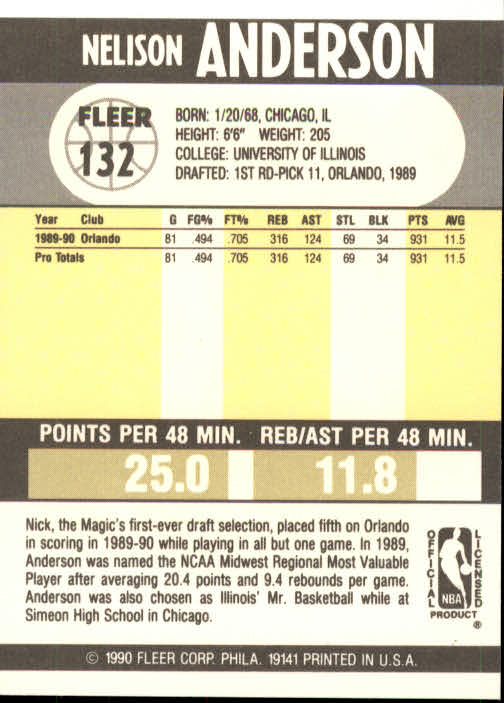 NELISON ANDERSON
FLEER
132
BORN: 1/20/68, CHICAGO, IL
HEIGHT: 6'6" WEIGHT: 205
COLLEGE: UNIVERSITY OF ILLINOIS
DRAFTED: 1ST RD-PICK 11, ORLANDO, 1989
Year Club G FG% FT% REB AST STL BLK PTS AVG
1989-90 Orlando 81 .494 .705 316 124 69 34 931 11.5
Pro Totals 81 .494 .705 316 124 69 34 931 11.5
POINTS PER 48 MIN. REB/AST PER 48 MIN.
25.0 11.8
Nick, the Magic's first-ever draft selection, placed fifth on Orlando
in scoring in 1989-90 while playing in all but one game. In 1989,
Anderson was named the NCAA Midwest Regional Most Valuable
Player after averaging 20.4 points and 9.4 rebounds per game.
Anderson was also chosen as Illinois' Mr. Basketball while at
Simeon High School in Chicago.
OFFICIAL
NBA
LICENSED
PRODUCT
®
© 1990 FLEER CORP. PHILA. 19141 PRINTED IN U.S.A.